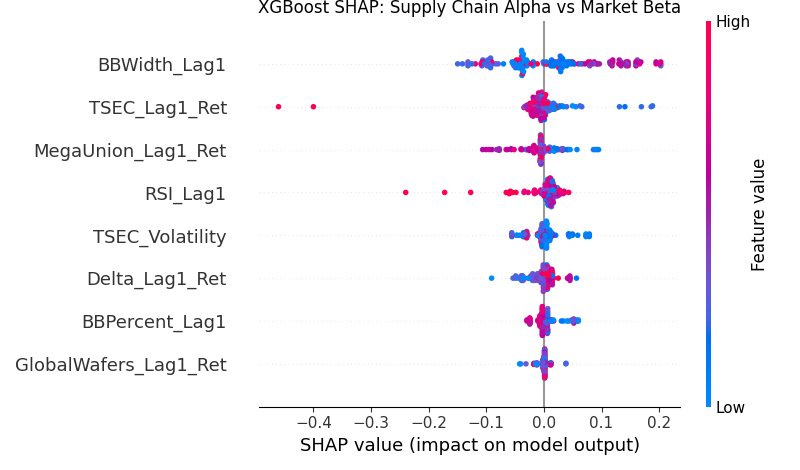 XGBoost SHAP: Supply Chain Alpha vs Market Beta
High
BBWidth_Lag1
TSEC_Lag1_Ret
MegaUnion_Lag1_Ret
RSI_Lag1
TSEC_Volatility
Delta_Lag1_Ret
BBPercent_Lag1
GlobalWafers_Lag1_Ret
Feature value
Low
−0.4 −0.3 −0.2 −0.1 0.0 0.1 0.2
SHAP value (impact on model output)